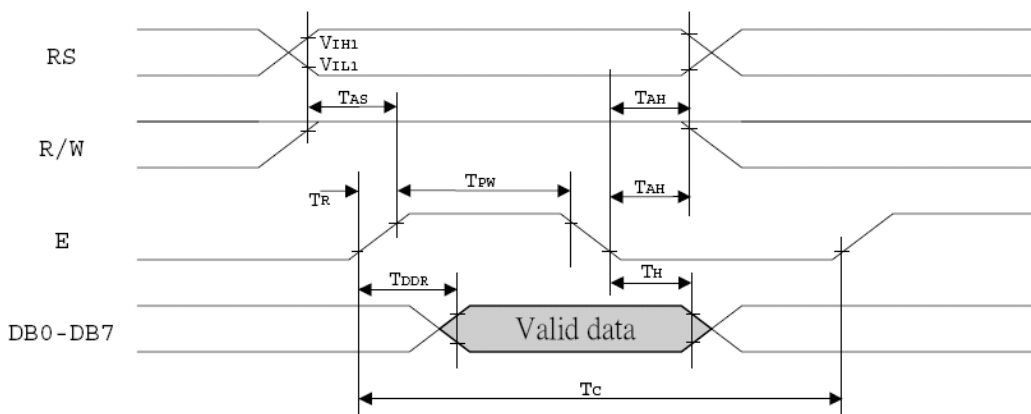 RS
VIH1
VIL1
TAS
TAH
R/W
TR
TPW
TAH
E
TDDR
TH
DB0-DB7
Valid data
TC